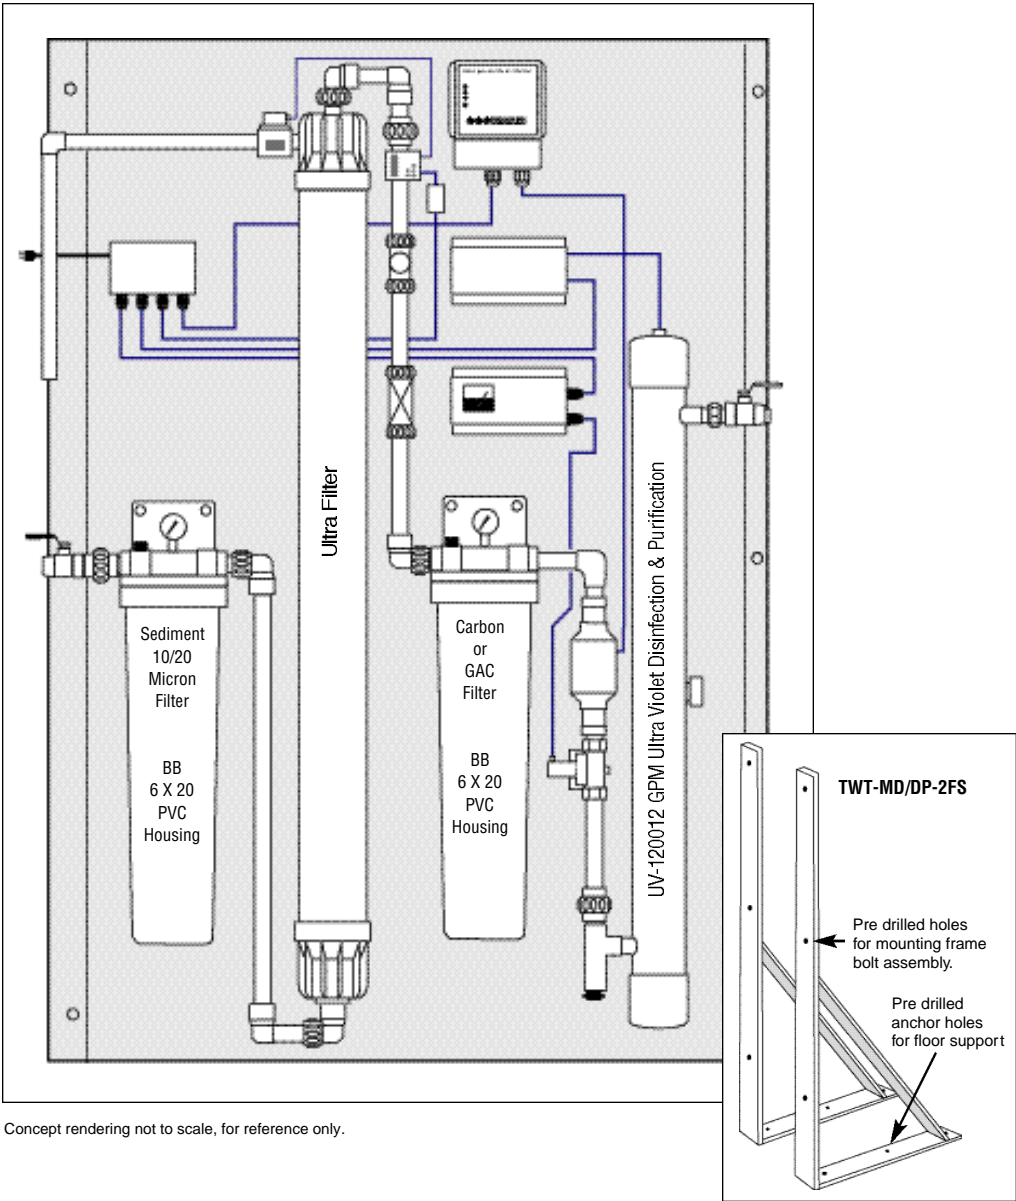 Ultra Filter
Sediment
10/20
Micron
Filter
BB
6 X 20
PVC
Housing
Carbon
or
GAC
Filter
BB
6 X 20
PVC
Housing
UV-120012 GPM Ultra Violet Disinfection & Purification
TWT-MD/DP-2FS
Pre drilled holes
for mounting frame
bolt assembly.
Pre drilled
anchor holes
for floor support
Concept rendering not to scale, for reference only.